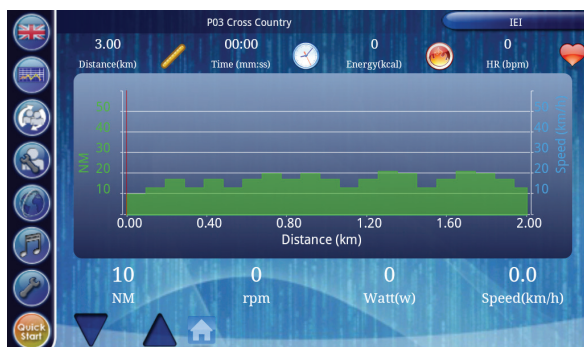 P03 Cross Country
IEI
3.00
00:00
0
0
Distance(km)
Time (mm:ss)
Energy(kcal)
HR (bpm)
50
40
30
20
10
NM
50
40
30
20
10
Speed (km/h)
0.00
0.40
0.80
1.20
1.60
2.00
Distance (km)
10
0
0
0.0
NM
rpm
Watt(w)
Speed(km/h)
Quick
Start